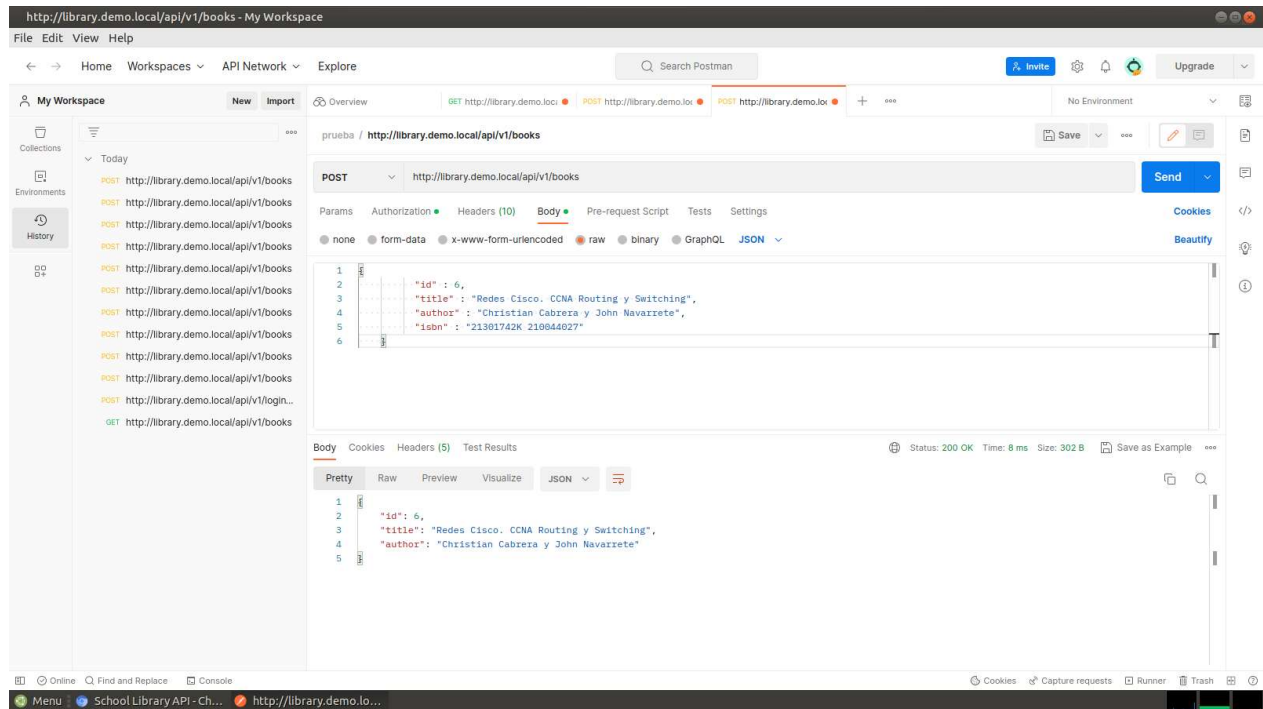 http://library.demo.local/api/v1/books - My Workspace
File Edit View Help
Home Workspaces API Network Explore
Search Postman
Invite
Upgrade
My Workspace New Import
Overview
GET http://library.demo.loc
POST http://library.demo.loc
POST http://library.demo.loc
No Environment
Collections
Environments
History
Today
POST http://library.demo.local/api/v1/books
POST http://library.demo.local/api/v1/books
POST http://library.demo.local/api/v1/books
POST http://library.demo.local/api/v1/books
POST http://library.demo.local/api/v1/books
POST http://library.demo.local/api/v1/books
POST http://library.demo.local/api/v1/books
POST http://library.demo.local/api/v1/books
POST http://library.demo.local/api/v1/books
POST http://library.demo.local/api/v1/books
POST http://library.demo.local/api/v1/login...
GET http://library.demo.local/api/v1/books
prueba / http://library.demo.local/api/v1/books
Save
POST http://library.demo.local/api/v1/books
Send
Params Authorization Headers (10) Body Pre-request Script Tests Settings
Cookies
none form-data x-www-form-urlencoded raw binary GraphQL JSON
Beautify
1 {
2 "id" : 6,
3 "title" : "Redes Cisco. CCNA Routing y Switching",
4 "author" : "Christian Cabrera y John Navarrete",
5 "isbn" : "21301742K 210044027"
6 }
Body Cookies Headers (5) Test Results
Status: 200 OK Time: 8 ms Size: 302 B Save as Example
Pretty Raw Preview Visualize JSON
1 {
2 "id": 6,
3 "title": "Redes Cisco. CCNA Routing y Switching",
4 "author": "Christian Cabrera y John Navarrete"
5 }
Online Find and Replace Console
Cookies Capture requests Runner Trash
Menu School Library API - Ch... http://library.demo.lo...